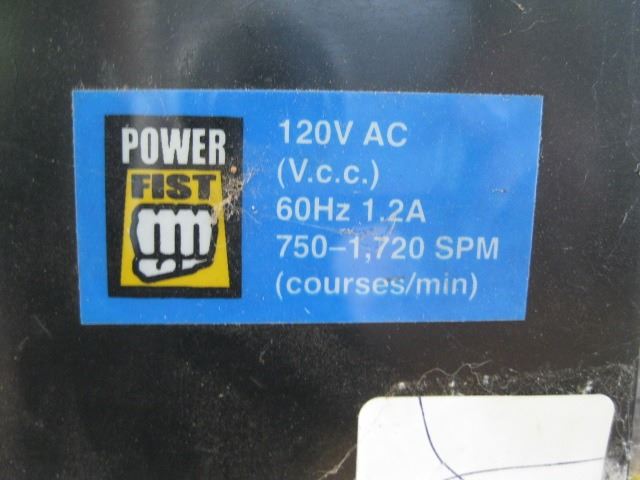 POWER
FIST
120V AC
(V.c.c.)
60Hz 1.2A
750–1,720 SPM
(courses/min)